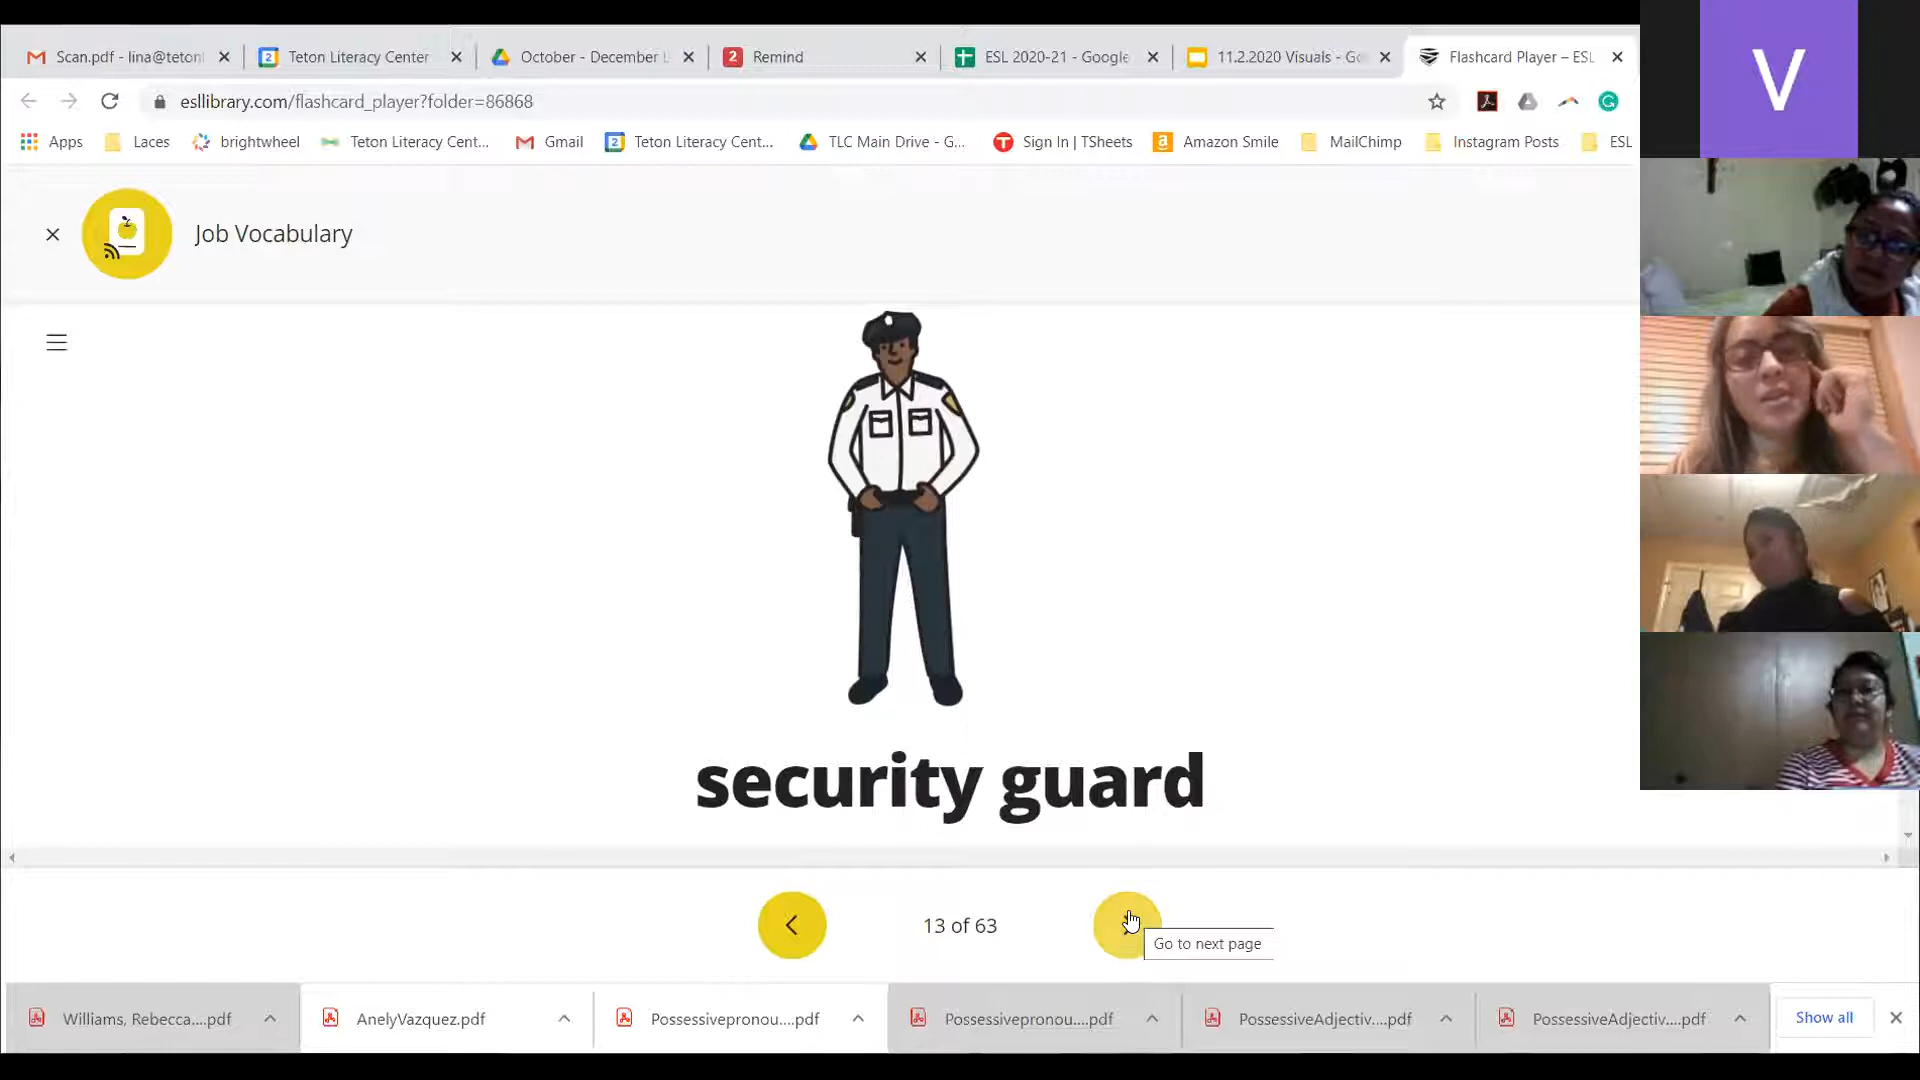 Scan.pdf - lina@teton
2 Teton Literacy Center
October - December L
2 Remind
ESL 2020-21 - Google
11.2.2020 Visuals - Go
Flashcard Player – ESL
esllibrary.com/flashcard_player?folder=86868
Apps
Laces
brightwheel
Teton Literacy Cent...
Gmail
2 Teton Literacy Cent...
TLC Main Drive - G...
Sign In | TSheets
a Amazon Smile
MailChimp
Instagram Posts
ESL
V
Job Vocabulary
security guard
13 of 63
Go to next page
Williams, Rebecca....pdf
AnelyVazquez.pdf
Possessivepronou....pdf
Possessivepronou....pdf
PossessiveAdjectiv....pdf
PossessiveAdjectiv....pdf
Show all